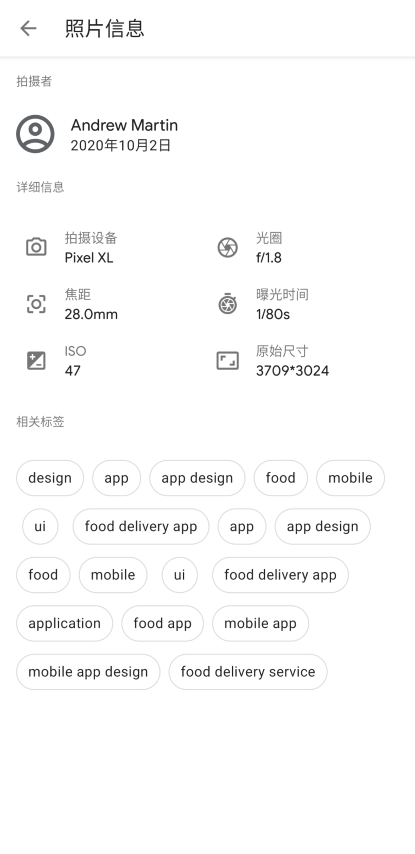 照片信息
拍摄者
Andrew Martin
2020年10月2日
详细信息
拍摄设备 光圈
Pixel XL f/1.8
焦距 曝光时间
28.0mm 1/80s
ISO 原始尺寸
47 3709*3024
相关标签
design app app design food mobile
ui food delivery app app app design
food mobile ui food delivery app
application food app mobile app
mobile app design food delivery service